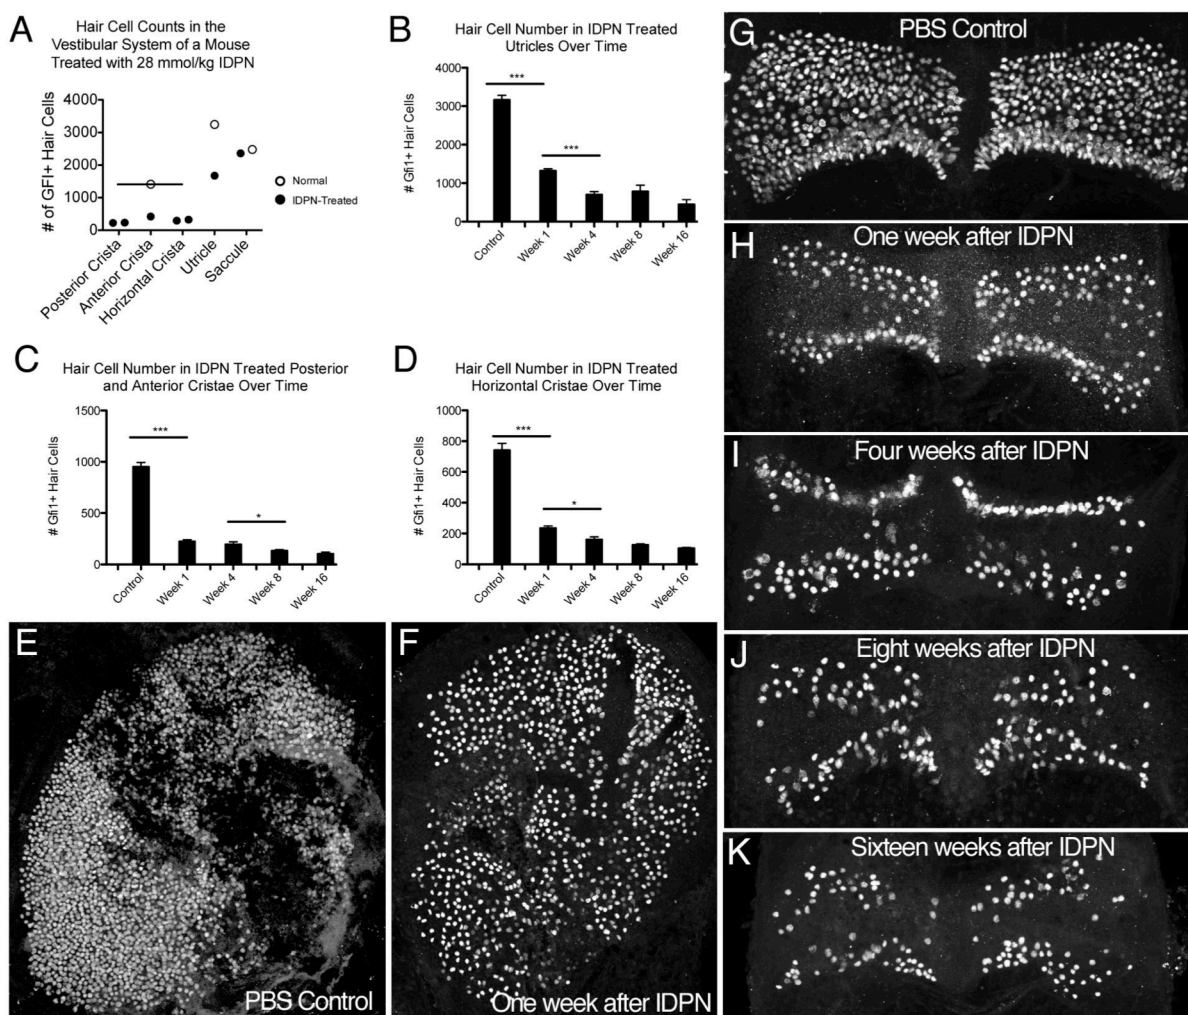 A
Hair Cell Counts in the
Vestibular System of a Mouse
Treated with 28 mmol/kg IDPN
# of GFI+ Hair Cells
4000
3000
2000
1000
0
Posterior Crista
Anterior Crista
Horizontal Crista
Utricle
Saccule
Normal
IDPN-Treated
B
Hair Cell Number in IDPN Treated
Utricles Over Time
# Gfi1+ Hair Cells
4000
3000
2000
1000
0
***
***
Control
Week 1
Week 4
Week 8
Week 16
C
Hair Cell Number in IDPN Treated Posterior
and Anterior Cristae Over Time
# Gfi1+ Hair Cells
1500
1000
500
0
***
*
Control
Week 1
Week 4
Week 8
Week 16
D
Hair Cell Number in IDPN Treated
Horizontal Cristae Over Time
# Gfi1+ Hair Cells
1000
800
600
400
200
0
***
*
Control
Week 1
Week 4
Week 8
Week 16
E
PBS Control
F
One week after IDPN
G
PBS Control
H
One week after IDPN
I
Four weeks after IDPN
J
Eight weeks after IDPN
K
Sixteen weeks after IDPN